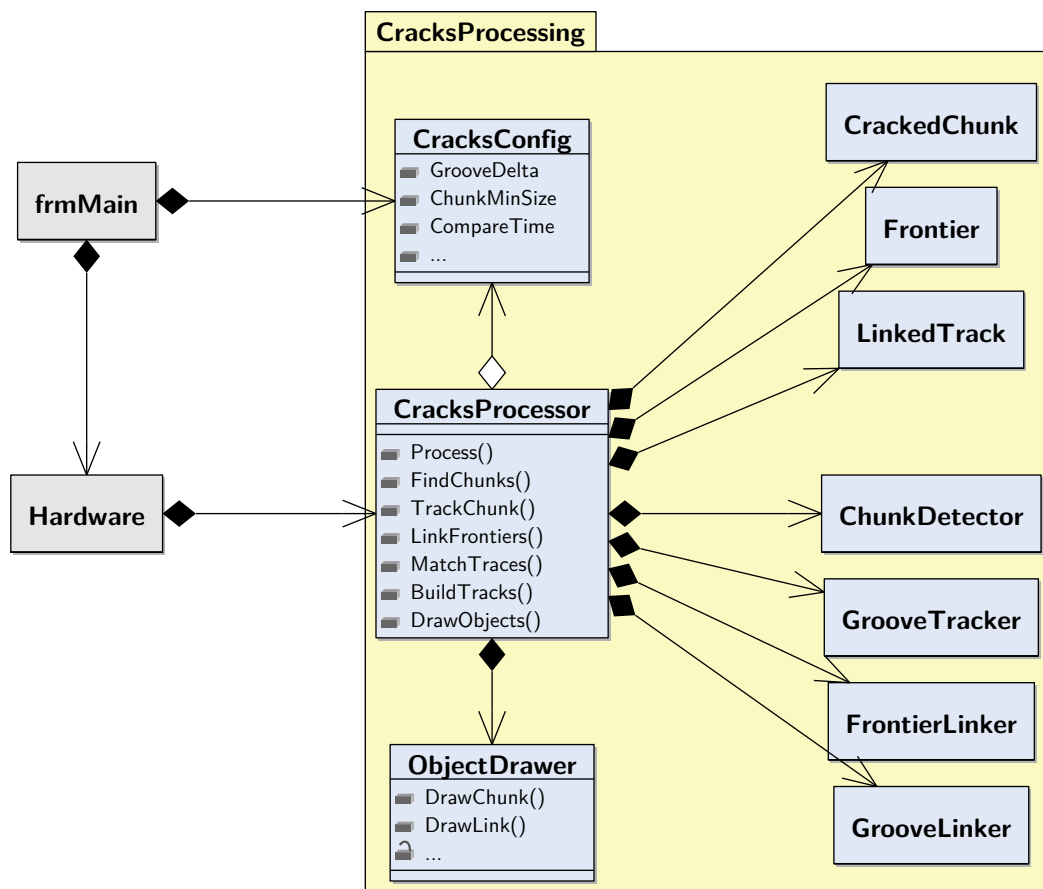 CracksProcessing
frmMain
Hardware
CracksConfig
GrooveDelta
ChunkMinSize
CompareTime
...
CracksProcessor
Process()
FindChunks()
TrackChunk()
LinkFrontiers()
MatchTraces()
BuildTracks()
DrawObjects()
ObjectDrawer
DrawChunk()
DrawLink()
...
CrackedChunk
Frontier
LinkedTrack
ChunkDetector
GrooveTracker
FrontierLinker
GrooveLinker